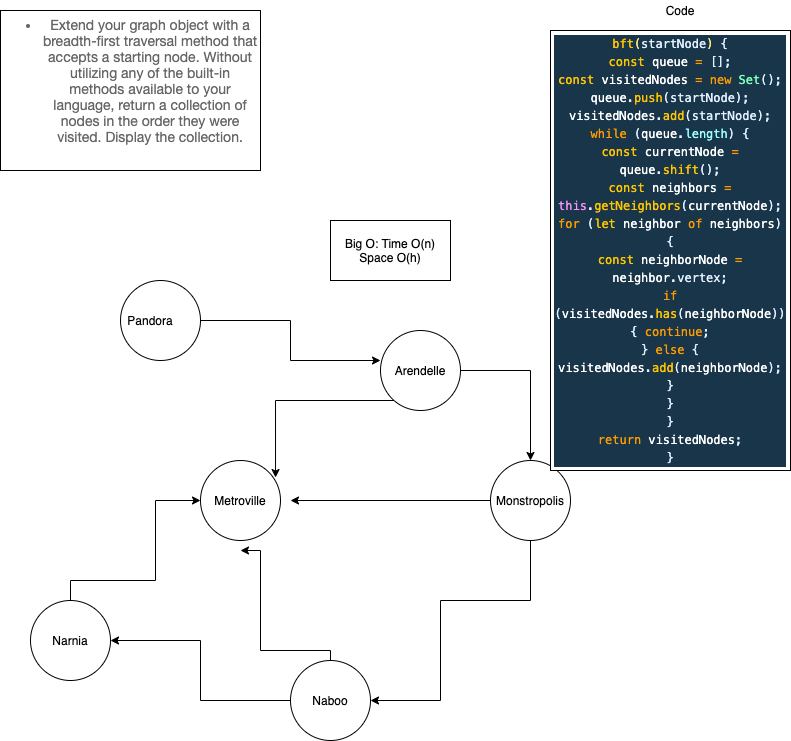 Code
• Extend your graph object with a
breadth-first traversal method that
accepts a starting node. Without
utilizing any of the built-in
methods available to your
language, return a collection of
nodes in the order they were
visited. Display the collection.
bft(startNode) {
const queue = [];
const visitedNodes = new Set();
queue.push(startNode);
visitedNodes.add(startNode);
while (queue.length) {
const currentNode =
queue.shift();
const neighbors =
this.getNeighbors(currentNode);
for (let neighbor of neighbors)
{
const neighborNode =
neighbor.vertex;
if
(visitedNodes.has(neighborNode))
{ continue;
} else {
visitedNodes.add(neighborNode);
}
}
}
return visitedNodes;
}
Big O: Time O(n)
Space O(h)
Pandora
Arendelle
Metroville
Monstropolis
Narnia
Naboo